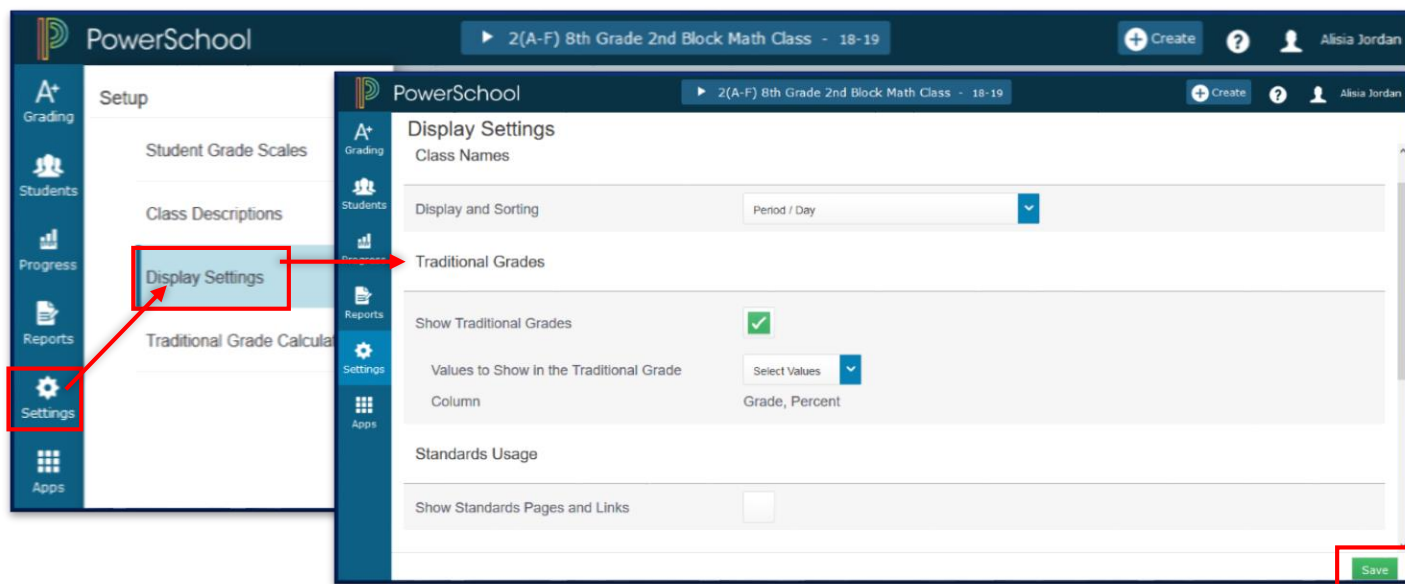 PowerSchool
2(A-F) 8th Grade 2nd Block Math Class - 18-19
Create
?
Alisia Jordan
A+
Grading
Students
Progress
Reports
Settings
Apps
Setup
Student Grade Scales
Class Descriptions
Display Settings
Traditional Grade Calculat
PowerSchool
2(A-F) 8th Grade 2nd Block Math Class - 18-19
Create
?
Alisia Jordan
A+
Grading
Students
Progress
Reports
Settings
Apps
Display Settings
Class Names
Display and Sorting
Period / Day
Traditional Grades
Show Traditional Grades
Values to Show in the Traditional Grade
Select Values
Column
Grade, Percent
Standards Usage
Show Standards Pages and Links
Save